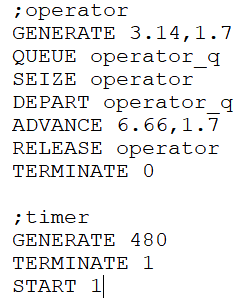 ;operator
GENERATE 3.14,1.7
QUEUE operator_q
SEIZE operator
DEPART operator_q
ADVANCE 6.66,1.7
RELEASE operator
TERMINATE 0
;timer
GENERATE 480
TERMINATE 1
START 1